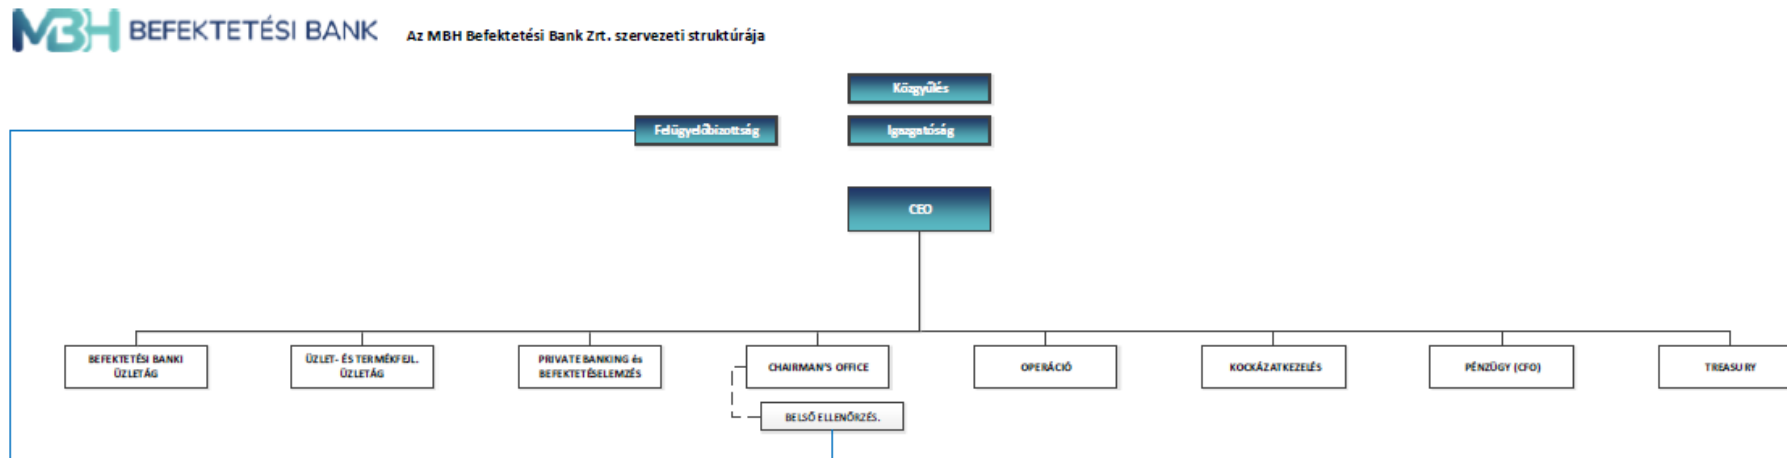 MBH BEFEKTETÉSI BANK
Az MBH Befektetési Bank Zrt. szervezeti struktúrája
Közgyűlés
Felügyelőbizottság
Igazgatóság
CEO
BEFEKTETÉSI BANKI
ÜZLETÁG
ÜZLET- ÉS TERMÉKFEJL.
ÜZLETÁG
PRIVATE BANKING és
BEFEKTETÉSELEMZÉS
CHAIRMAN'S OFFICE
OPERÁCIÓ
KOCKÁZATKEZELÉS
PÉNZÜGY (CFO)
TREASURY
BELSŐ ELLENŐRZÉS.